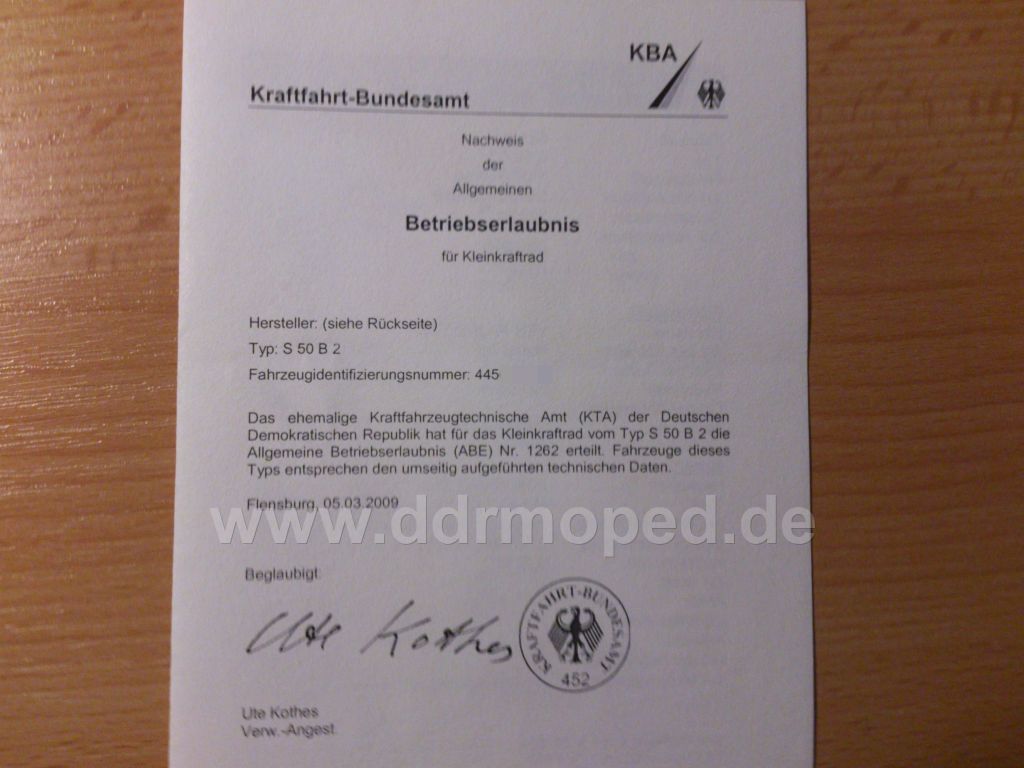 KBA
Kraftfahrt-Bundesamt
Nachweis
der
Allgemeinen
Betriebserlaubnis
für Kleinkraftrad
Hersteller: (siehe Rückseite)
Typ: S 50 B 2
Fahrzeugidentifizierungsnummer: 445
Das ehemalige Kraftfahrzeugtechnische Amt (KTA) der Deutschen
Demokratischen Republik hat für das Kleinkraftrad vom Typ S 50 B 2 die
Allgemeine Betriebserlaubnis (ABE) Nr. 1262 erteilt. Fahrzeuge dieses
Typs entsprechen den umseitig aufgeführten technischen Daten.
Flensburg, 05.03.2009
www.ddrmoped.de
Beglaubigt:
Ute Kothes
KRAFTFAHRT-BUNDESAMT
452
Ute Kothes
Verw.-Angest.